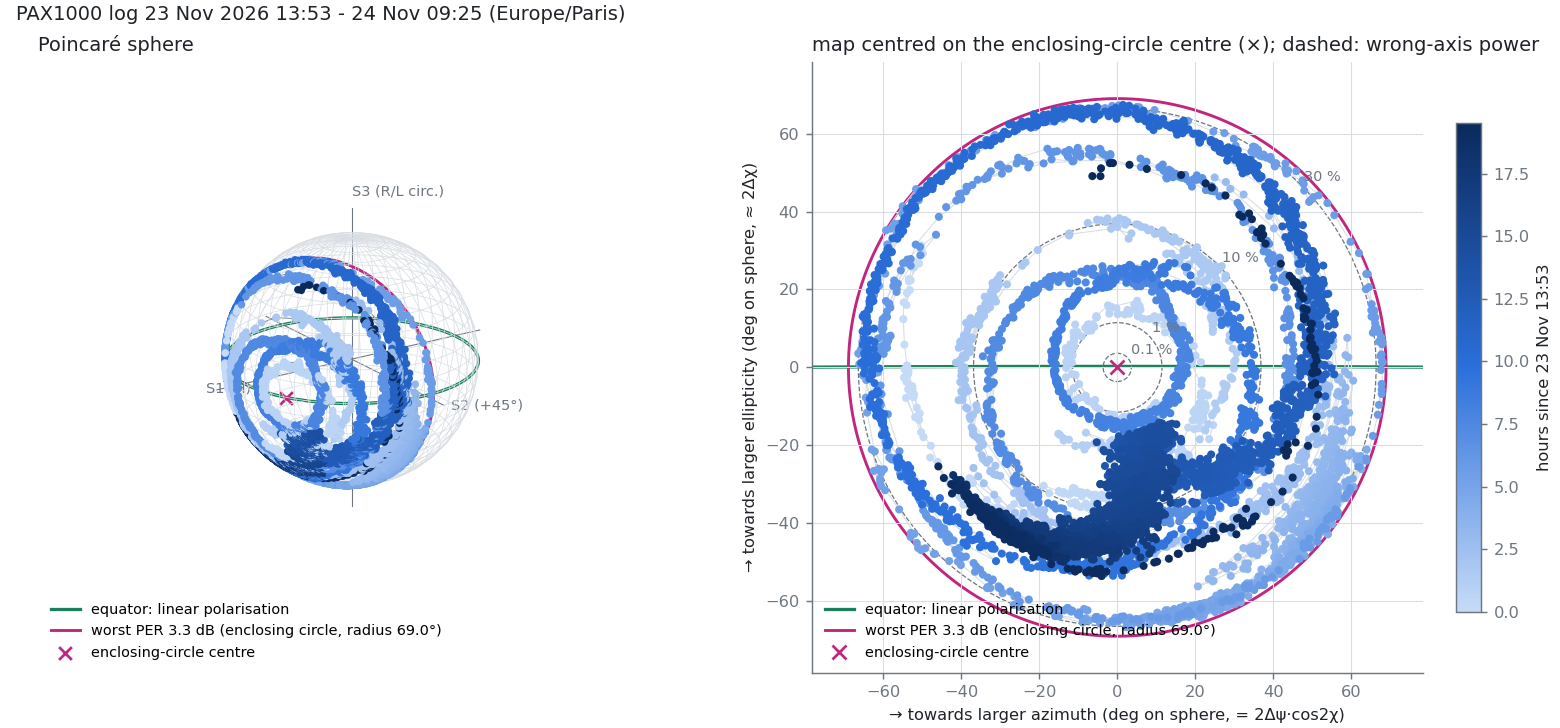 PAX1000 log 23 Nov 2026 13:53 - 24 Nov 09:25 (Europe/Paris)
Poincaré sphere
S3 (R/L circ.)
S1
S2 (+45°)
equator: linear polarisation
worst PER 3.3 dB (enclosing circle, radius 69.0°)
enclosing-circle centre
map centred on the enclosing-circle centre (×); dashed: wrong-axis power
→ towards larger ellipticity (deg on sphere, ≈ 2Δχ)
60
40
20
0
−20
−40
−60
30 %
10 %
1 %
0.1 %
equator: linear polarisation
worst PER 3.3 dB (enclosing circle, radius 69.0°)
enclosing-circle centre
−60
−40
−20
0
20
40
60
→ towards larger azimuth (deg on sphere, = 2Δψ·cos2χ)
17.5
15.0
12.5
10.0
7.5
5.0
2.5
0.0
hours since 23 Nov 13:53